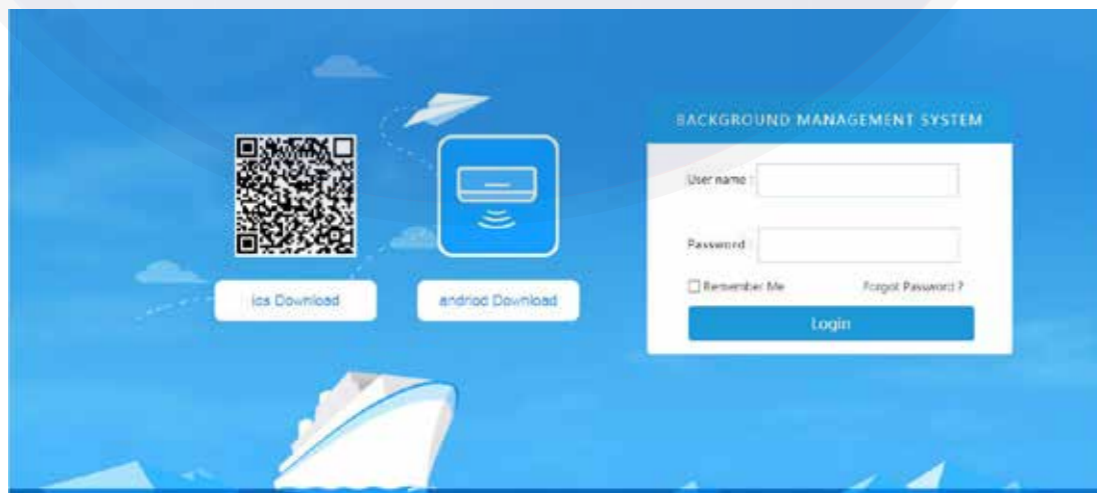 BACKGROUND MANAGEMENT SYSTEM
User name :
Password
Remember Me
Forgot Password ?
Login
ios Download
andriod Download